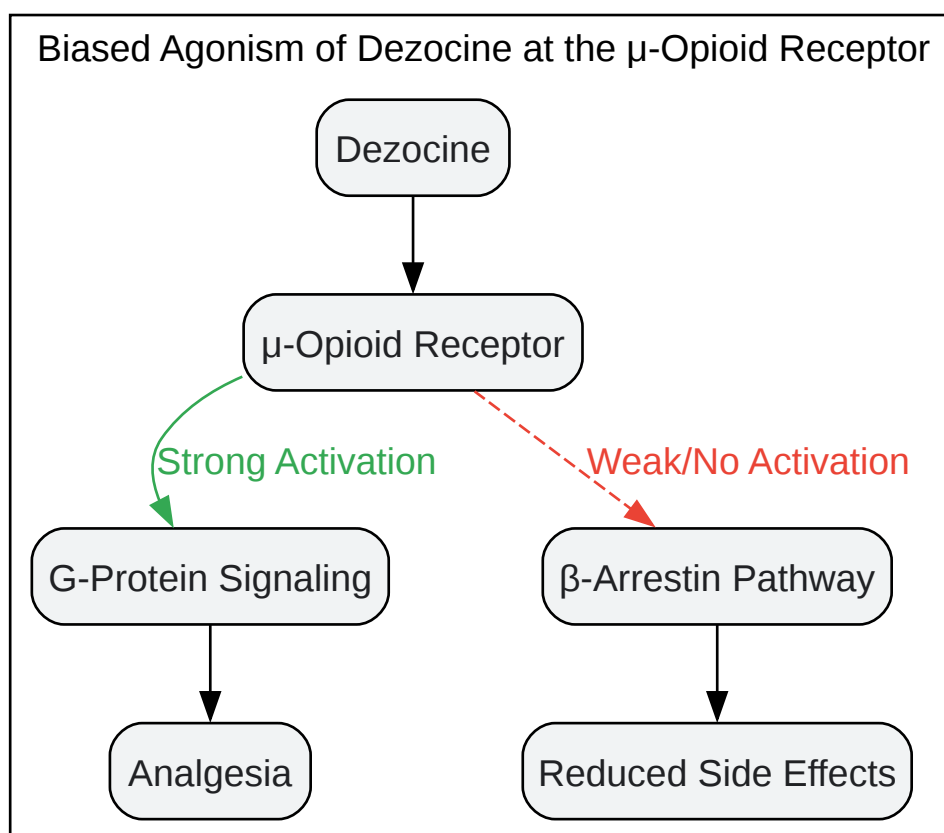 Biased Agonism of Dezocine at the μ-Opioid Receptor
Dezocine
μ-Opioid Receptor
Strong Activation
Weak/No Activation
G-Protein Signaling
β-Arrestin Pathway
Analgesia
Reduced Side Effects